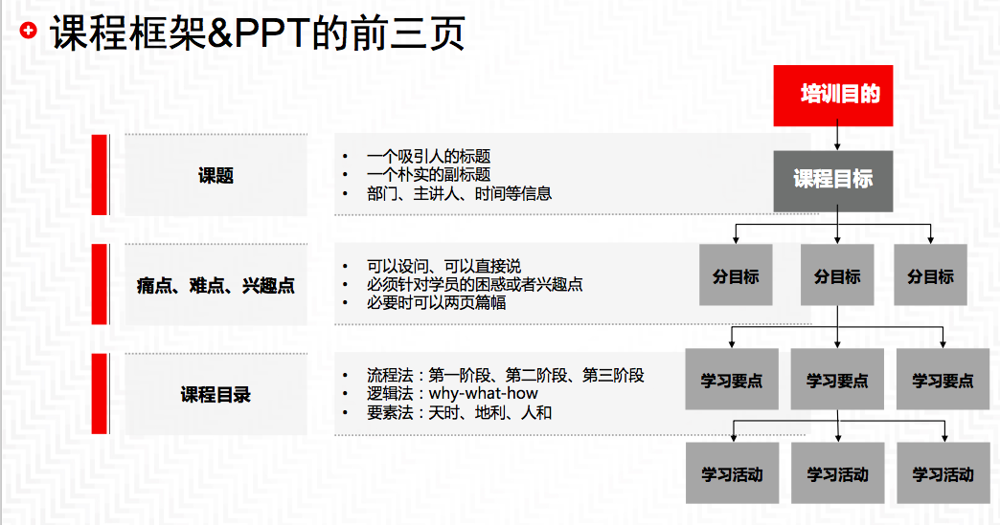 课程框架&PPT的前三页
课题
• 一个吸引人的标题
• 一个朴实的副标题
• 部门、主讲人、时间等信息
痛点、难点、兴趣点
• 可以设问、可以直接说
• 必须针对学员的困惑或者兴趣点
• 必要时可以两页篇幅
课程目录
• 流程法：第一阶段、第二阶段、第三阶段
• 逻辑法：why-what-how
• 要素法：天时、地利、人和
培训目的
课程目标
分目标 分目标 分目标
学习要点 学习要点 学习要点
学习活动 学习活动 学习活动